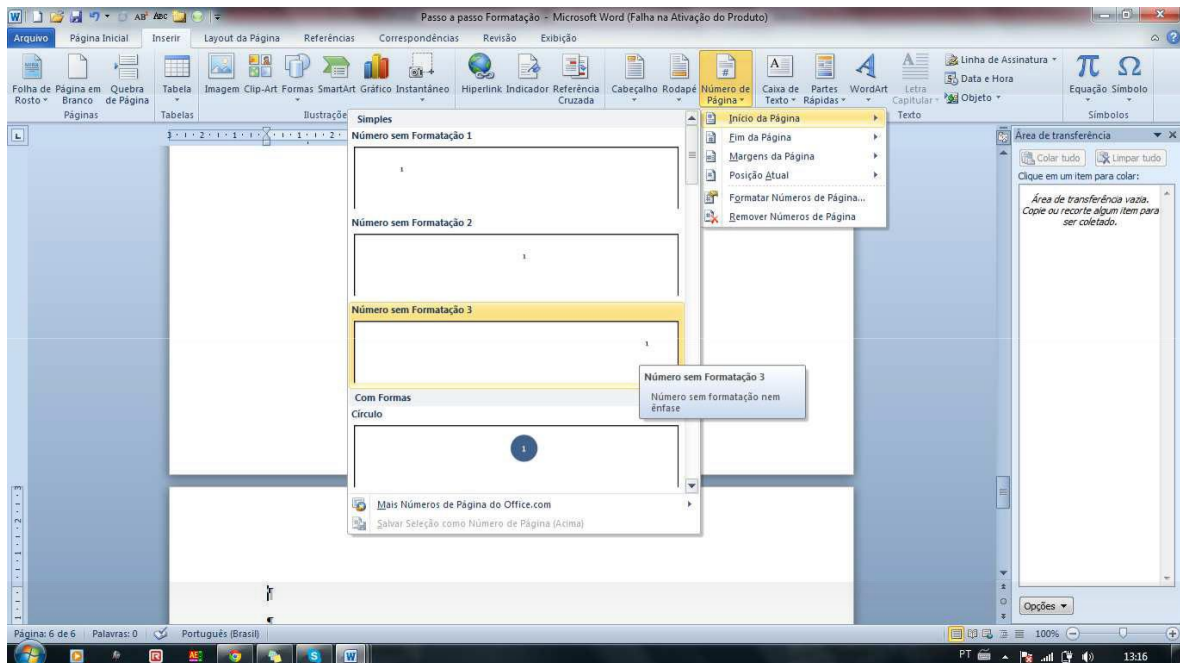 Passo a passo Formatação - Microsoft Word (Falha na Ativação do Produto)
Arquivo Página Inicial Inserir Layout da Página Referências Correspondências Revisão Exibição
Folha de Rosto
Página em Branco
Quebra de Página
Tabela
Imagem
Clip-Art
Formas
SmartArt
Gráfico
Instantâneo
Hiperlink
Indicador
Referência Cruzada
Cabeçalho
Rodapé
Número de Página
Caixa de Texto
Partes Rápidas
WordArt
Letra Capitular
Linha de Assinatura
Data e Hora
Objeto
Equação
Símbolo
Páginas
Tabelas
Ilustraçõe
Texto
Símbolos
Início da Página
Fim da Página
Margens da Página
Posição Atual
Formatar Números de Página...
Remover Números de Página
Simples
Número sem Formatação 1
1
Número sem Formatação 2
1
Número sem Formatação 3
1
Número sem Formatação 3
Número sem formatação nem
ênfase
Com Formas
Círculo
1
Mais Números de Página do Office.com
Salvar Seleção como Número de Página (Acima)
Área de transferência
Colar tudo
Limpar tudo
Clique em um item para colar:
Área de transferência vazia.
Copie ou recorte algum item para
ser coletado.
Opções
Página: 6 de 6 Palavras: 0 Português (Brasil)
100%
PT 13:16